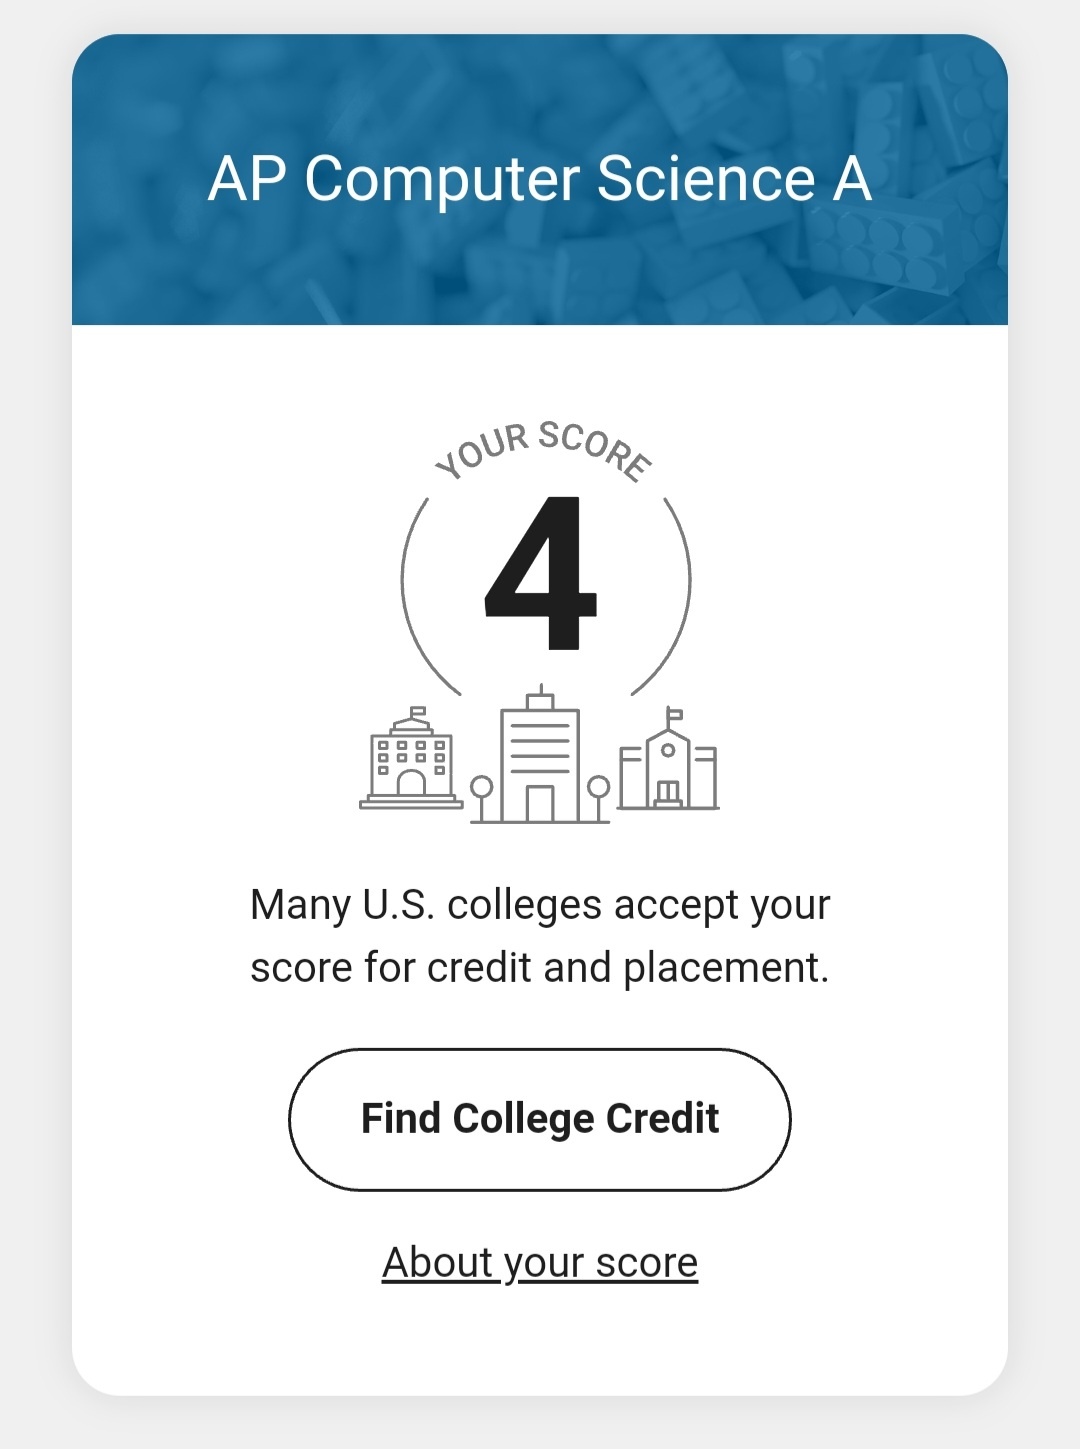 AP Computer Science A
YOUR SCORE
4
Many U.S. colleges accept your
score for credit and placement.
Find College Credit
About your score